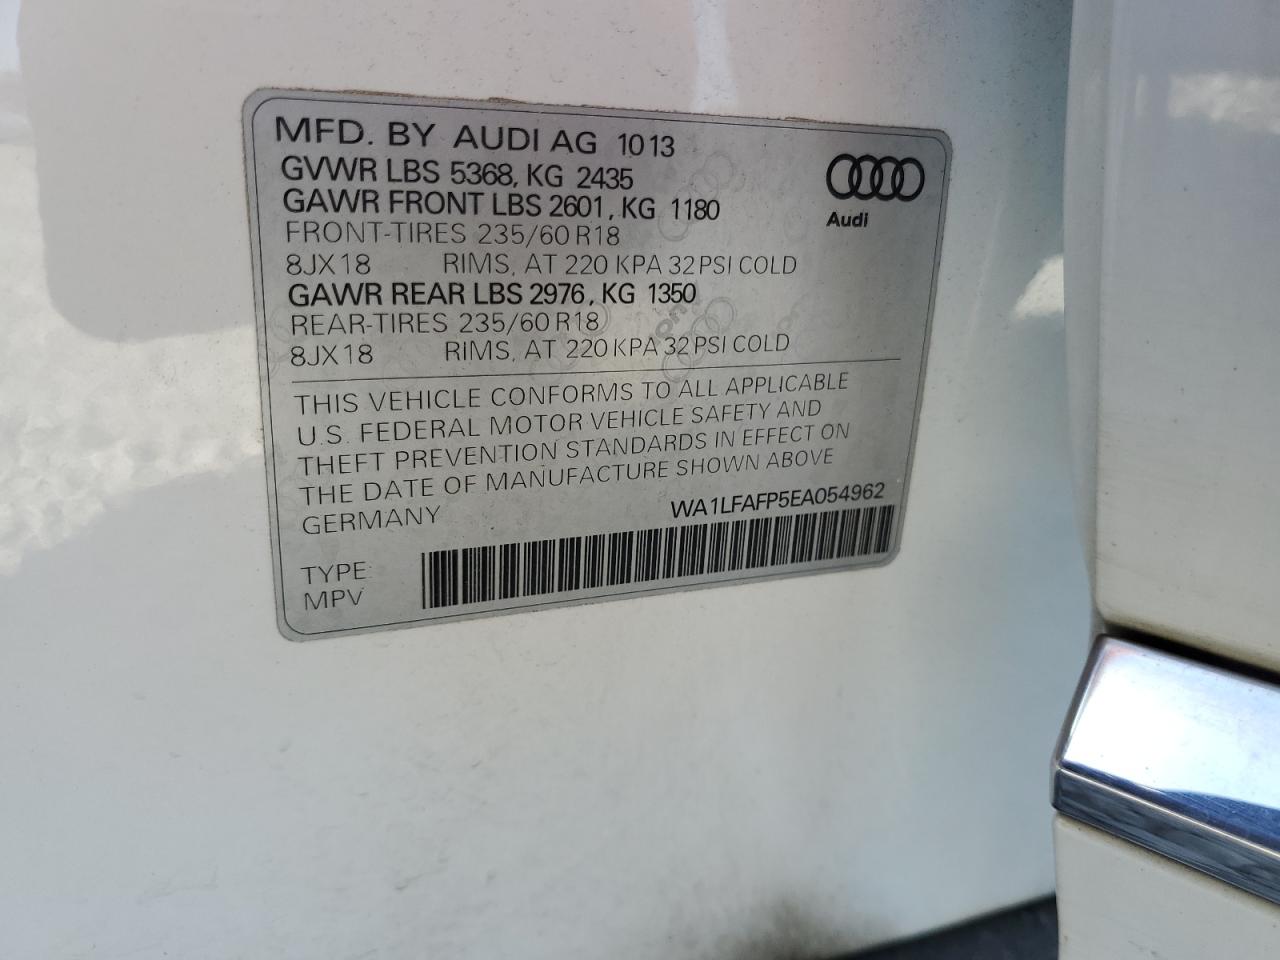 MFD. BY AUDI AG 10 13
GVWR LBS 5368, KG 2435
GAWR FRONT LBS 2601, KG 1180
FRONT-TIRES 235/60 R18
8JX18 RIMS, AT 220 KPA 32 PSI COLD
GAWR REAR LBS 2976, KG 1350
REAR-TIRES 235/60 R18
8JX18 RIMS, AT 220 KPA 32 PSI COLD
Audi
THIS VEHICLE CONFORMS TO ALL APPLICABLE
U.S. FEDERAL MOTOR VEHICLE SAFETY AND
THEFT PREVENTION STANDARDS IN EFFECT ON
THE DATE OF MANUFACTURE SHOWN ABOVE
GERMANY WA1LFAFP5EA054962
TYPE:
MPV